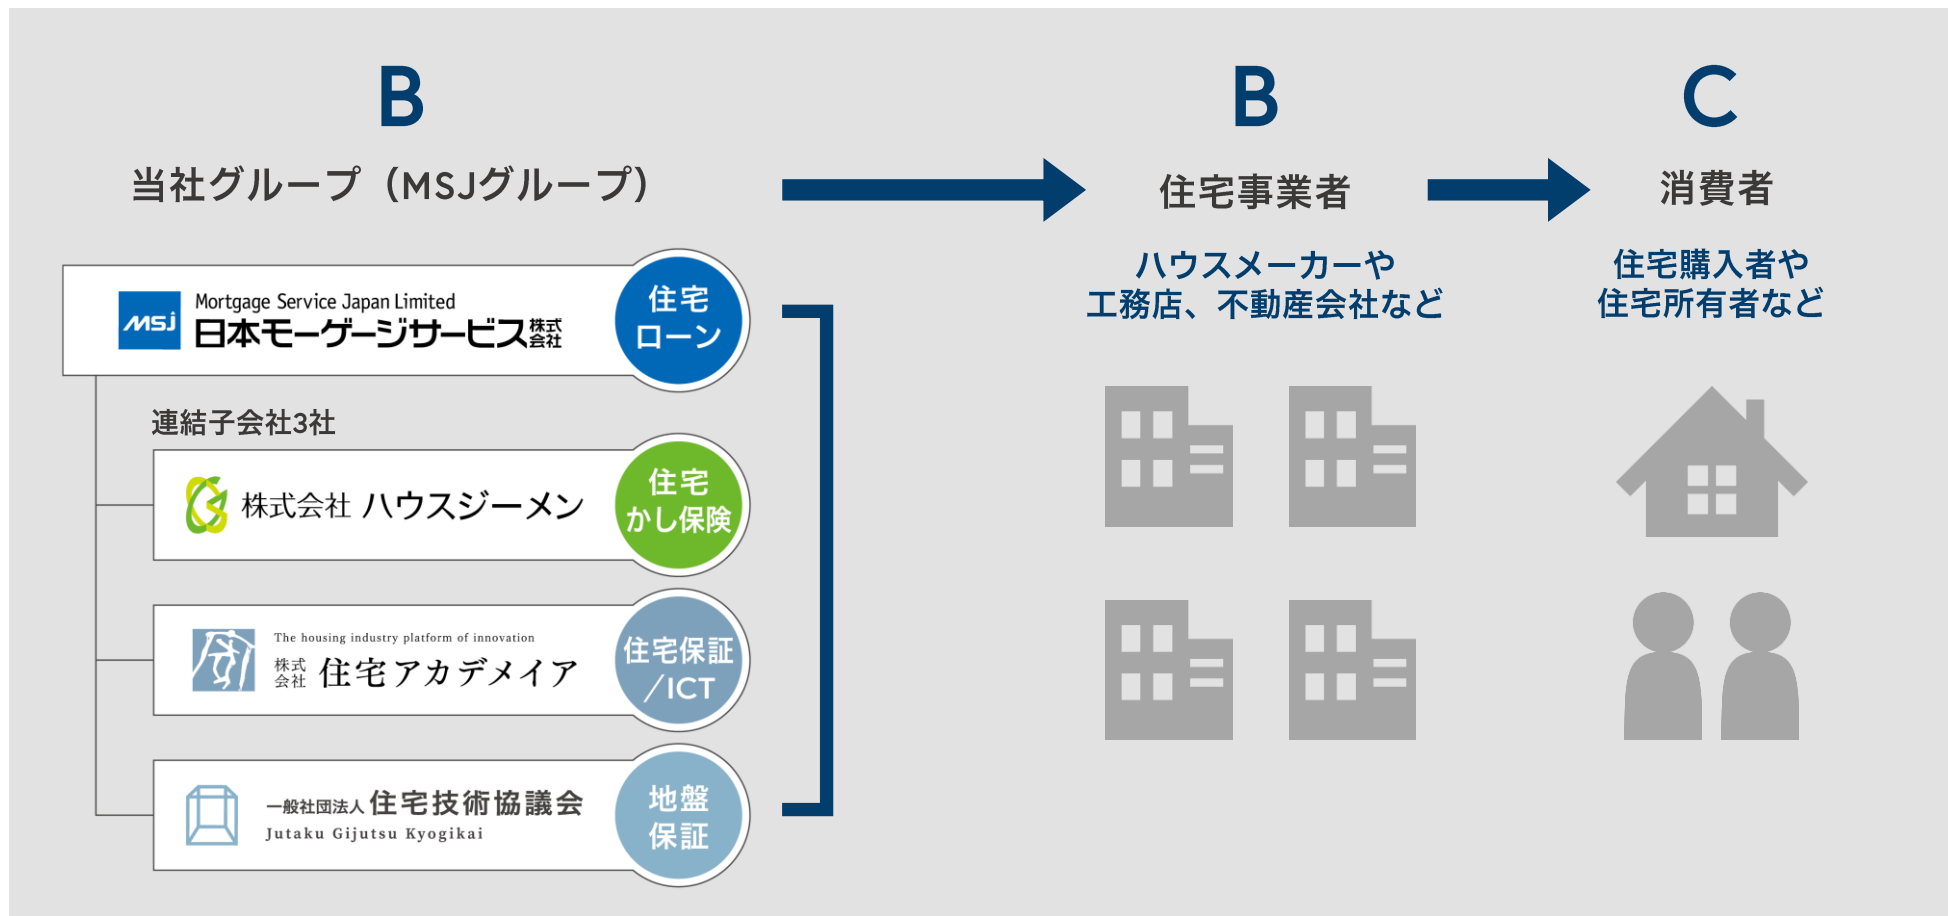 B
当社グループ（MSJグループ）
MSJ
Mortgage Service Japan Limited
日本モーゲージサービス株式会社
住宅
ローン
連結子会社3社
株式会社 ハウスジーメン
住宅
かし保険
The housing industry platform of innovation
株式会社 住宅アカデメイア
住宅保証
／ICT
一般社団法人 住宅技術協議会
Jutaku Gijutsu Kyogikai
地盤
保証
B
住宅事業者
ハウスメーカーや
工務店、不動産会社など
C
消費者
住宅購入者や
住宅所有者など